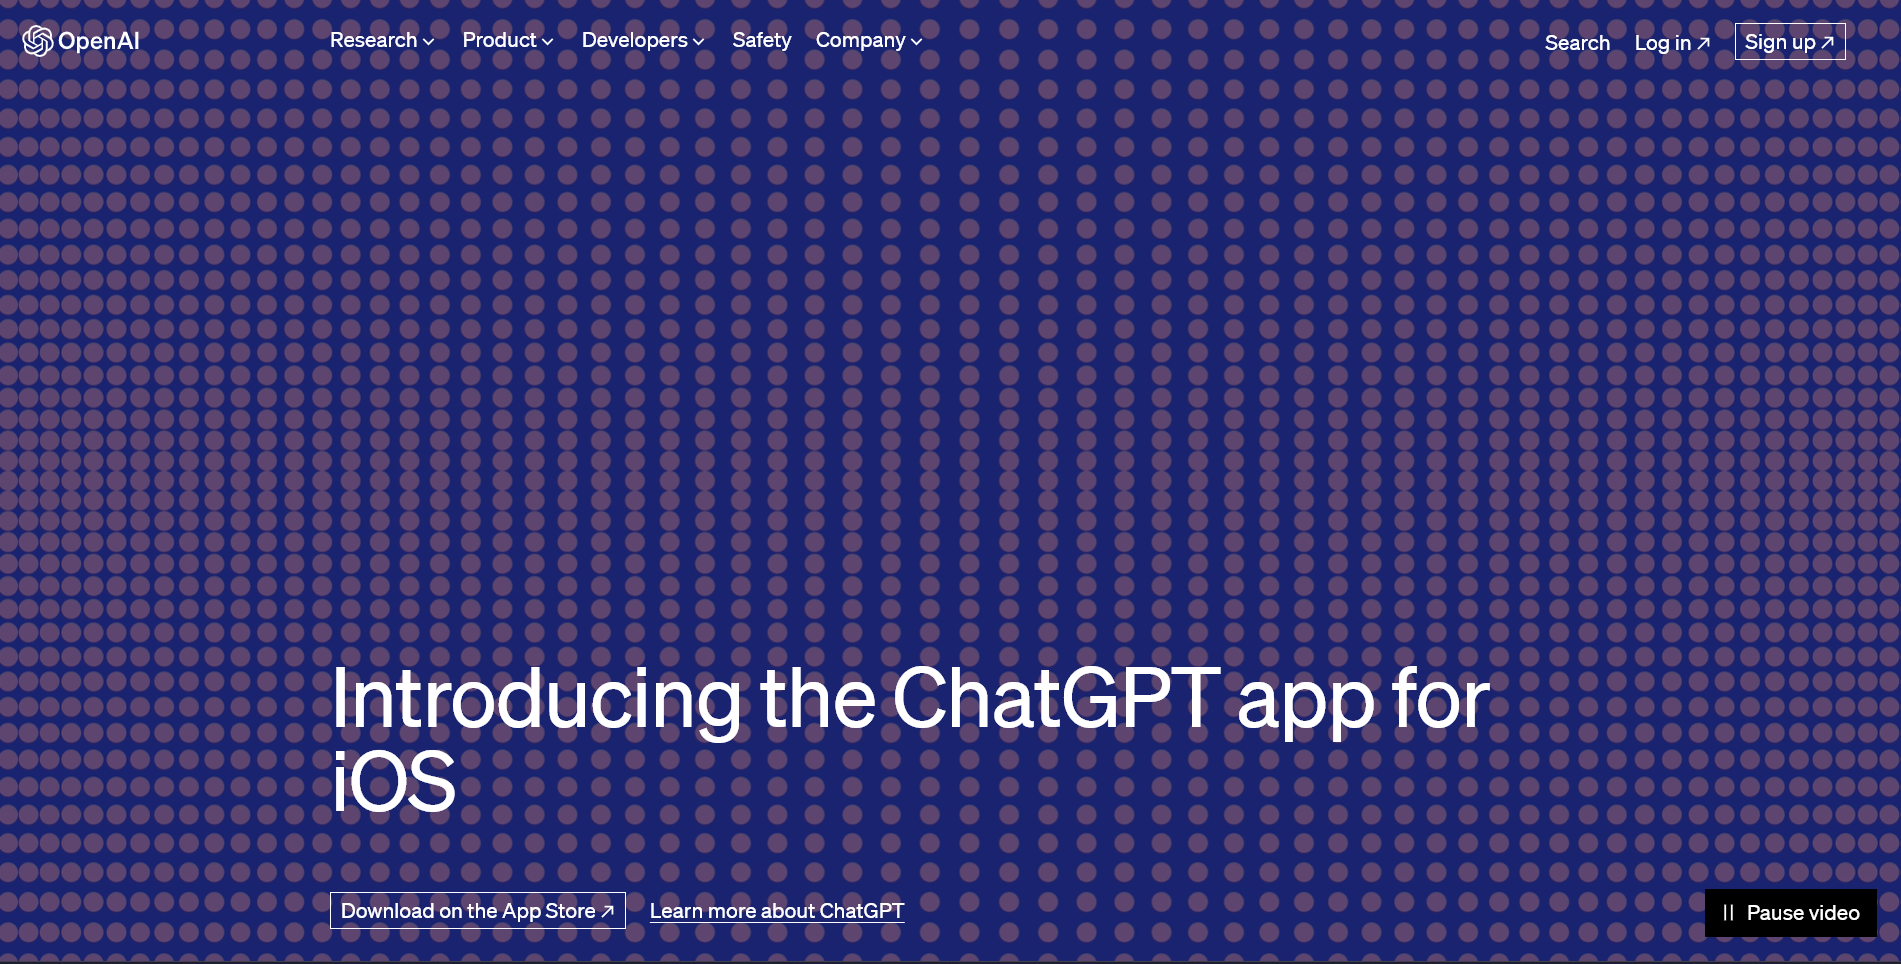 OpenAI Research Product Developers Safety Company Search Log in ↗ Sign up ↗
Introducing the ChatGPT app for
iOS
Download on the App Store ↗ Learn more about ChatGPT
Pause video